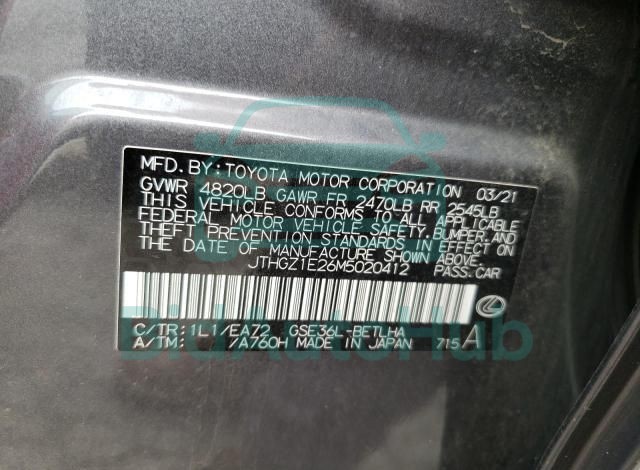 MFD. BY: TOYOTA MOTOR CORPORATION 03/21
GVWR 4820LB GAWR FR 2470LB RR 2545LB
THIS VEHICLE CONFORMS TO ALL APPLICABLE
FEDERAL MOTOR VEHICLE SAFETY, BUMPER, AND
THEFT PREVENTION STANDARDS IN EFFECT ON
THE DATE OF MANUFACTURE SHOWN ABOVE.
JTHGZ1E26M5020412 PASS. CAR
C/TR: 1L1/EA72 GSE36L-BETLHA
A/TM: /A760H MADE IN JAPAN 715 A
BidAutoHub